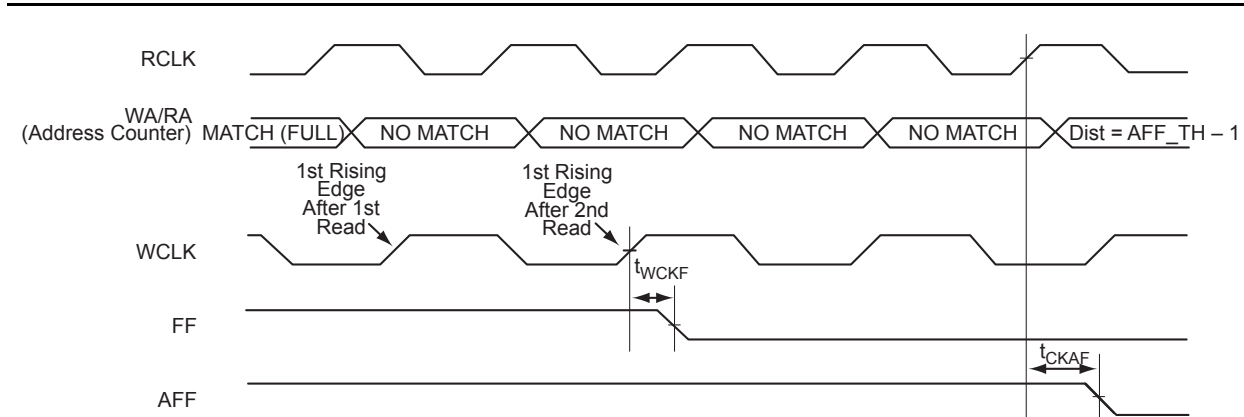 RCLK
WA/RA
(Address Counter)
MATCH (FULL)
NO MATCH
NO MATCH
NO MATCH
NO MATCH
Dist = AFF_TH – 1
1st Rising
Edge
After 1st
Read
1st Rising
Edge
After 2nd
Read
WCLK
tWCKF
FF
tCKAF
AFF